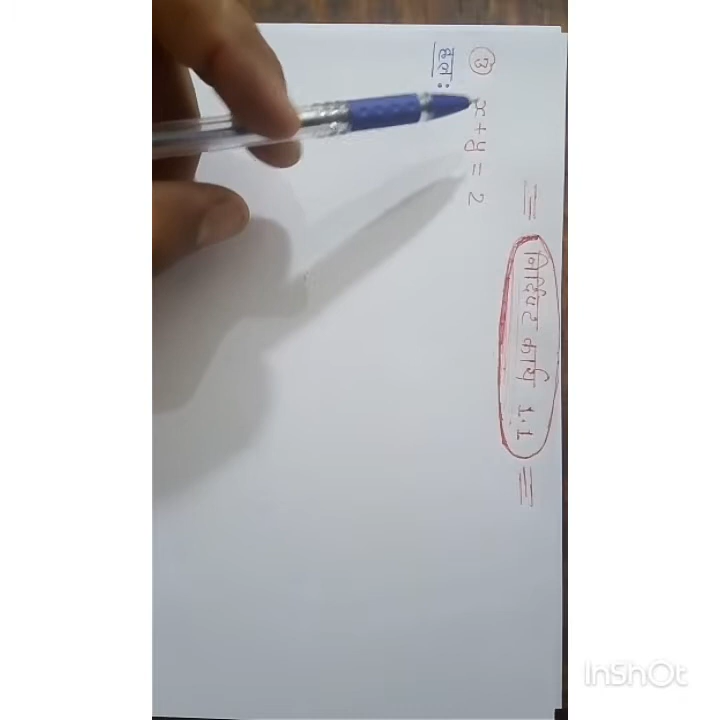 = निर्दिष्ट कार्य 1.1 =
③ x + y = 2
हल :
InShOt